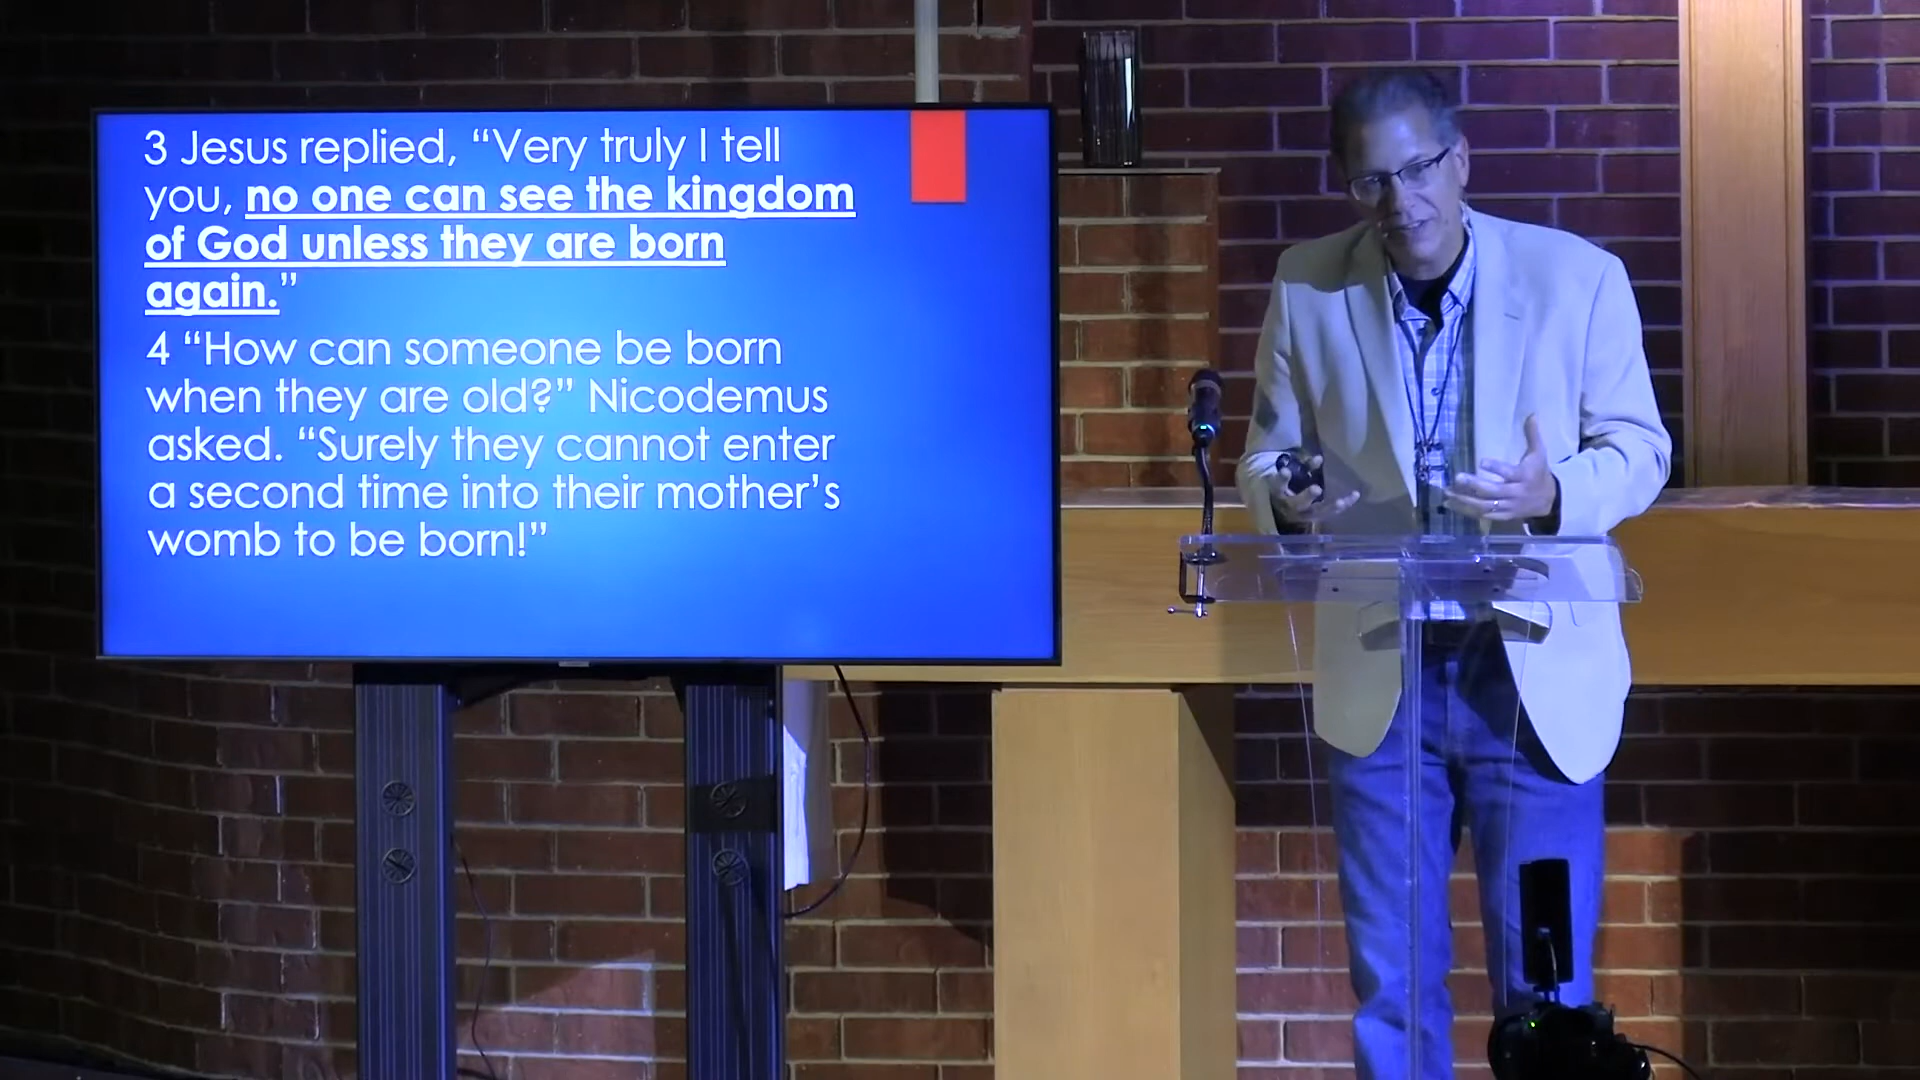 3 Jesus replied, “Very truly I tell
you, no one can see the kingdom
of God unless they are born
again.”
4 “How can someone be born
when they are old?” Nicodemus
asked. “Surely they cannot enter
a second time into their mother’s
womb to be born!”